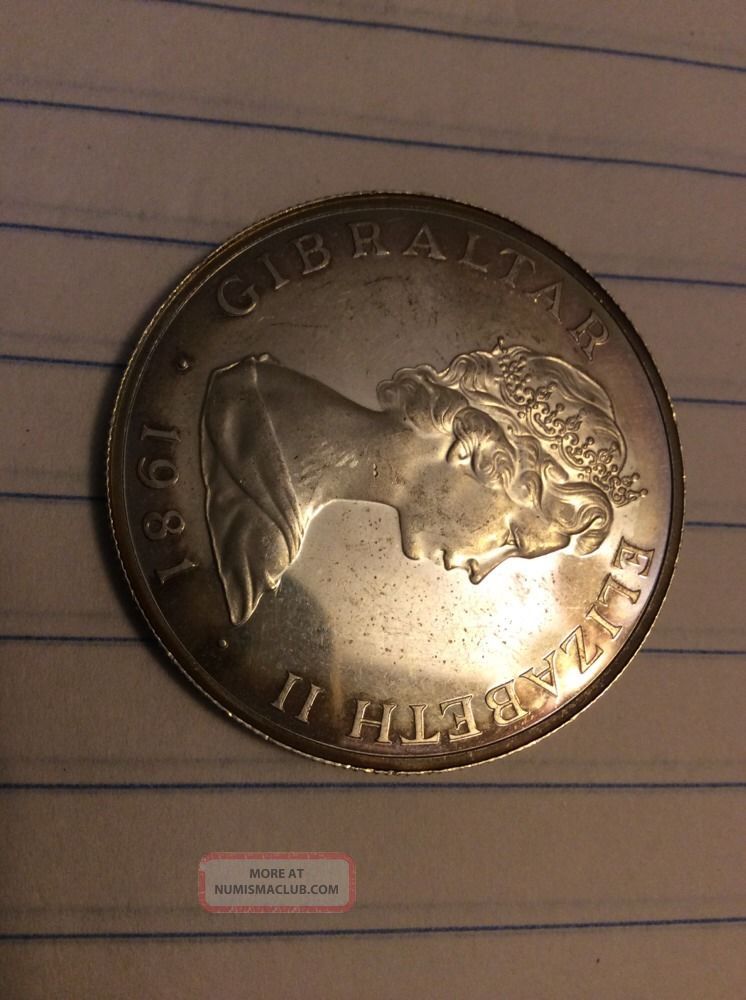 GIBRALTAR
ELIZABETH II
· 1981 ·
MORE AT
NUMISMACLUB.COM